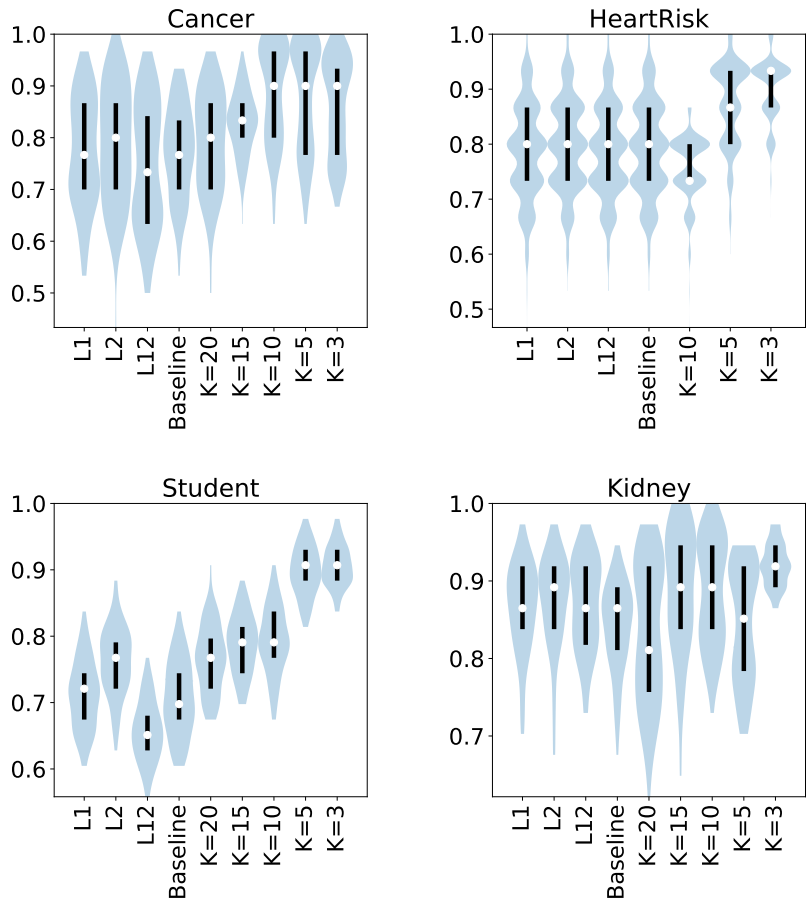 Cancer
1.0
0.9
0.8
0.7
0.6
0.5
L1
L2
L12
Baseline
K=20
K=15
K=10
K=5
K=3
HeartRisk
1.0
0.9
0.8
0.7
0.6
0.5
L1
L2
L12
Baseline
K=10
K=5
K=3
Student
1.0
0.9
0.8
0.7
0.6
L1
L2
L12
Baseline
K=20
K=15
K=10
K=5
K=3
Kidney
1.0
0.9
0.8
0.7
L1
L2
L12
Baseline
K=20
K=15
K=10
K=5
K=3